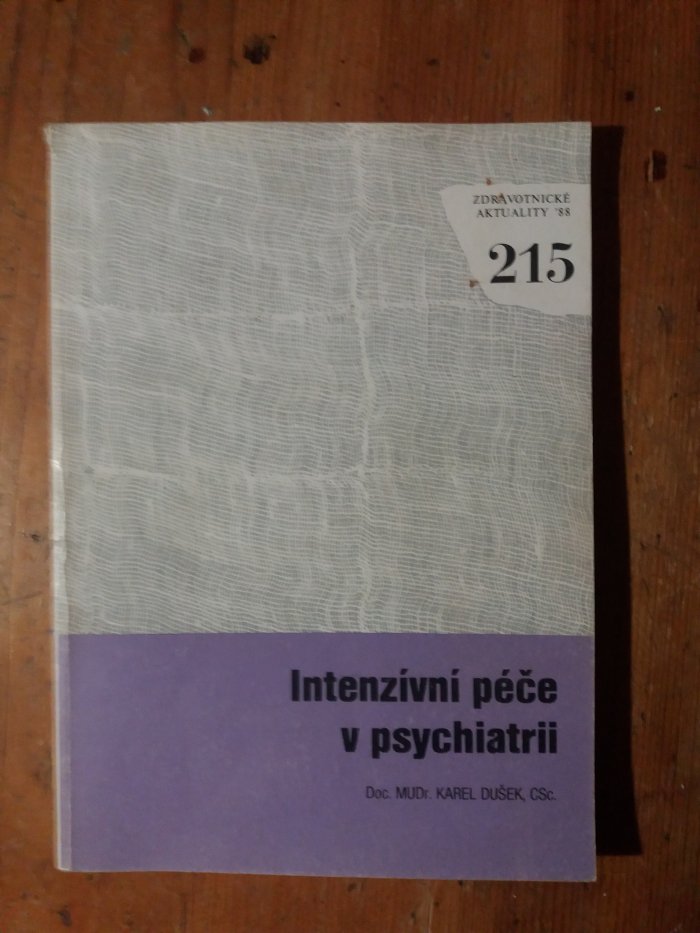 ZDRAVOTNICKÉ
AKTUALITY '88
215
Intenzívní péče
v psychiatrii
Doc. MUDr. KAREL DUŠEK, CSc.